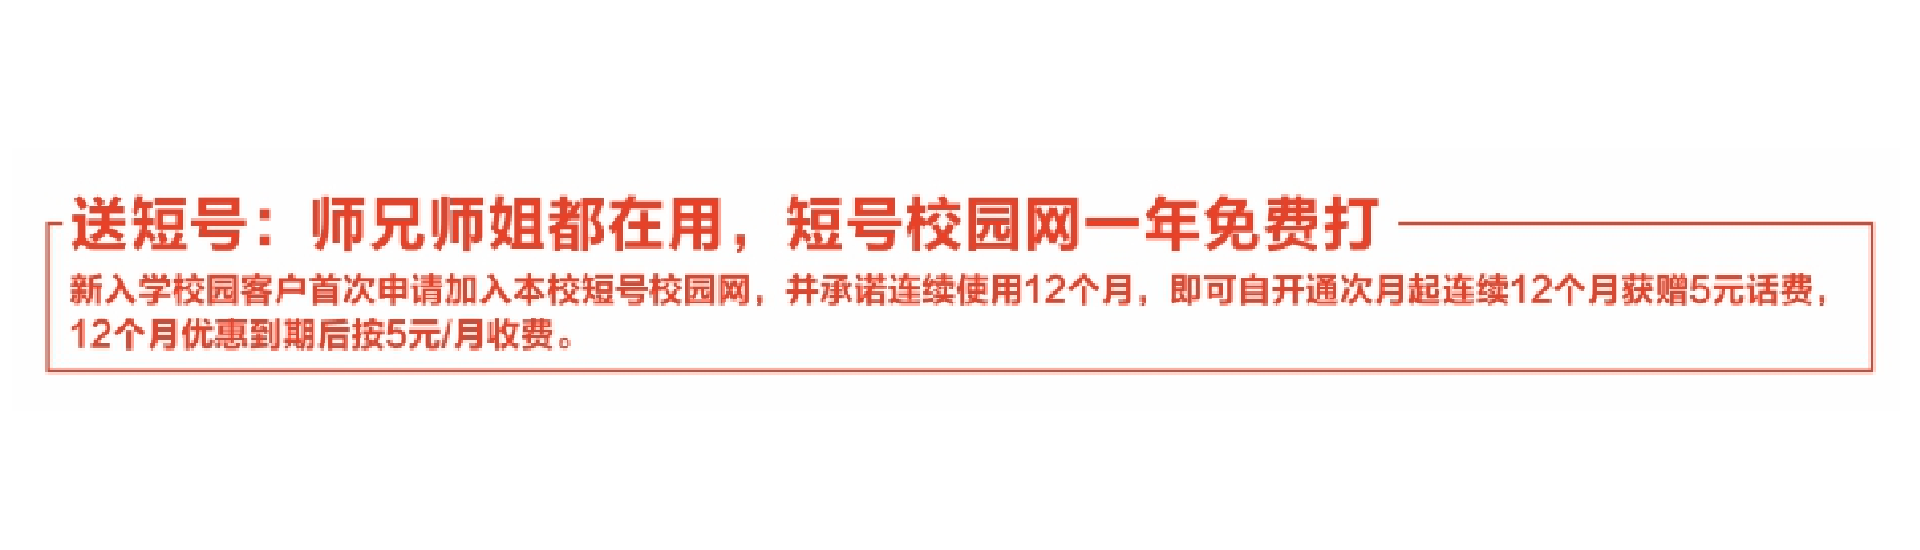 送短号：师兄师姐都在用，短号校园网一年免费打
新入学校园客户首次申请加入本校短号校园网，并承诺连续使用12个月，即可自开通次月起连续12个月获赠5元话费，
12个月优惠到期后按5元/月收费。